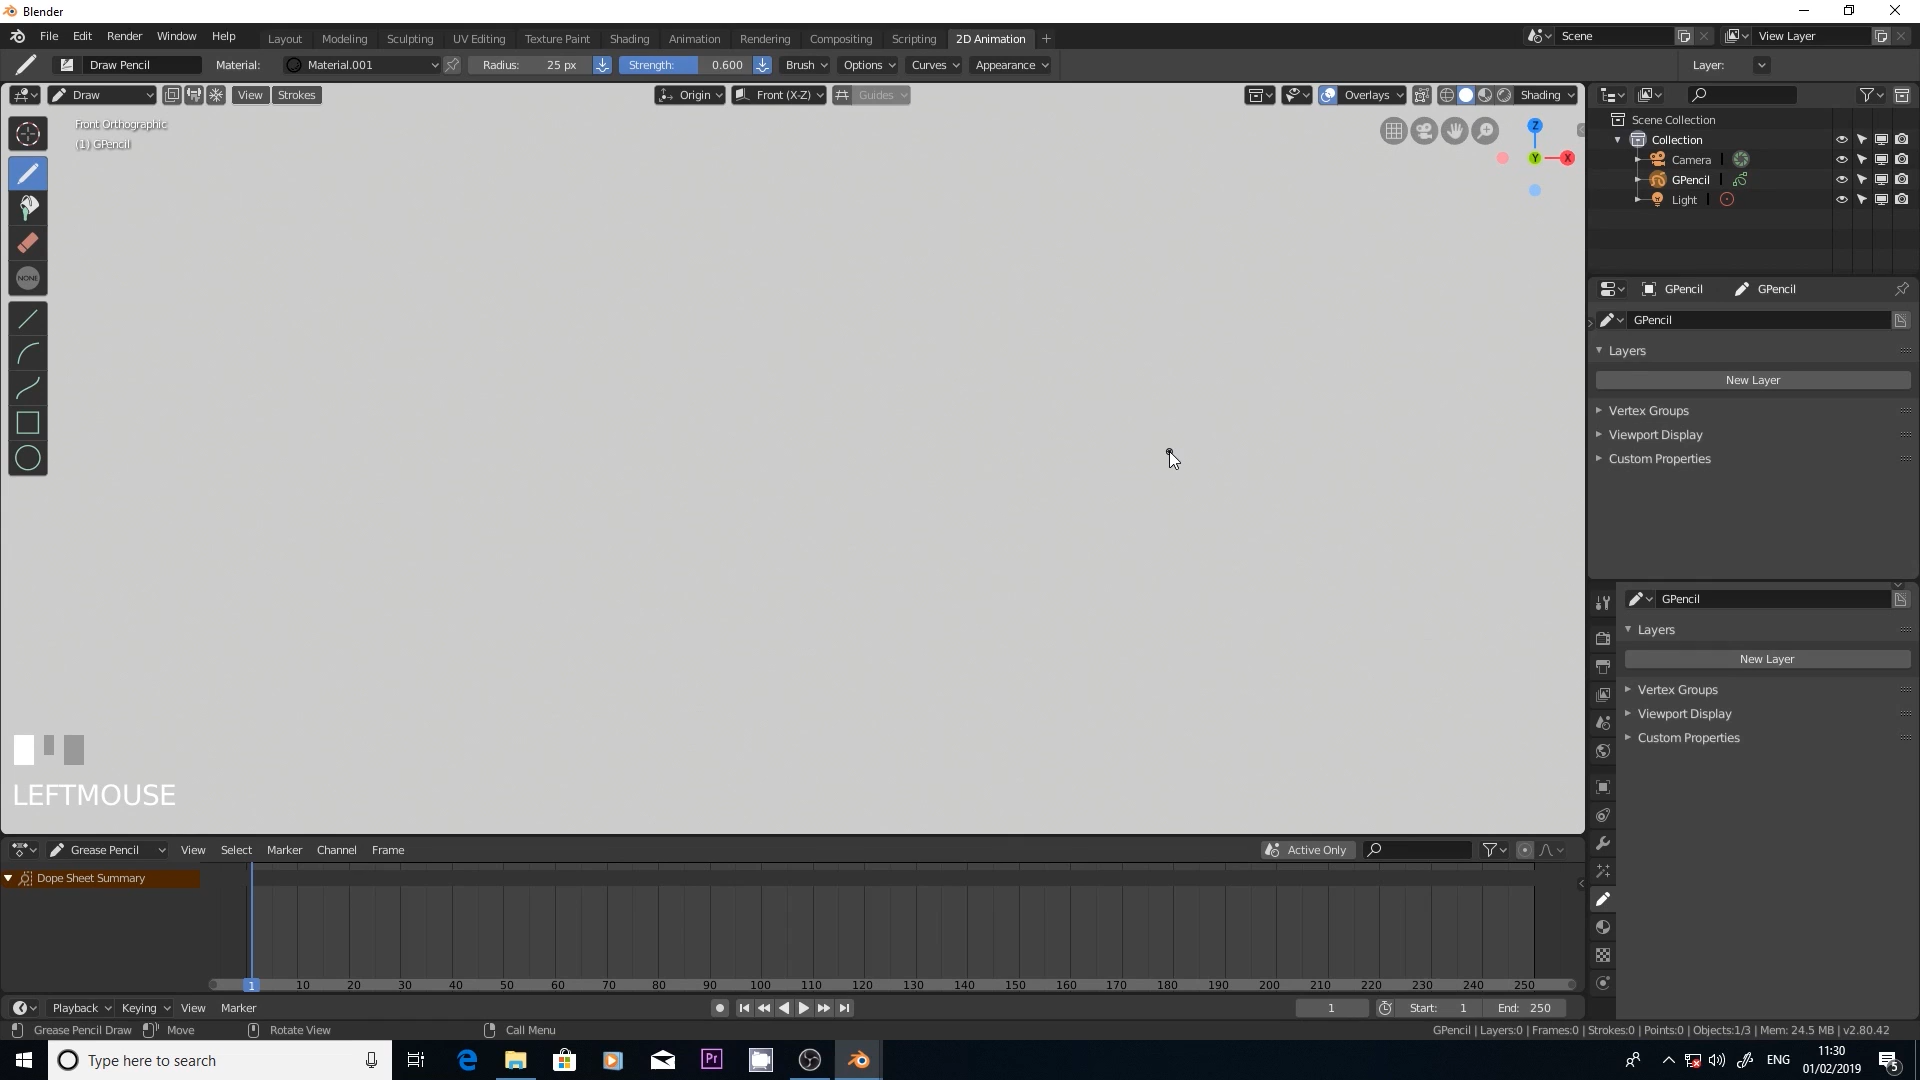 Blender
File Edit Render Window Help Layout Modeling Sculpting UV Editing Texture Paint Shading Animation Rendering Compositing Scripting 2D Animation + Scene View Layer
Draw Pencil Material: Material.001 Radius: 25 px Strength: 0.600 Brush Options Curves Appearance Layer:
Draw View Strokes Origin Front (X-Z) Guides Overlays Shading
Front Orthographic
(1) GPencil
Z
Y X
NONE
LEFTMOUSE
Scene Collection
Collection
Camera
GPencil
Light
GPencil GPencil
GPencil
Layers
New Layer
Vertex Groups
Viewport Display
Custom Properties
GPencil
Layers
New Layer
Vertex Groups
Viewport Display
Custom Properties
Grease Pencil View Select Marker Channel Frame Active Only
Dope Sheet Summary
1 10 20 30 40 50 60 70 80 90 100 110 120 130 140 150 160 170 180 190 200 210 220 230 240 250
Playback Keying View Marker 1 Start: 1 End: 250
Grease Pencil Draw Move Rotate View Call Menu GPencil | Layers:0 | Frames:0 | Strokes:0 | Points:0 | Objects:1/3 | Mem: 24.5 MB | v2.80.42
Type here to search Pr ENG 11:30
01/02/2019 5